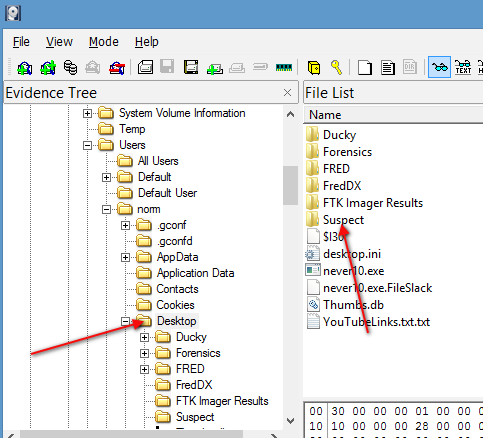 File View Mode Help
TEXT HEX
Evidence Tree
System Volume Information
Temp
Users
All Users
Default
Default User
norm
.gconf
.gconfd
AppData
Application Data
Contacts
Cookies
Desktop
Ducky
Forensics
FRED
FredDX
FTK Imager Results
Suspect
File List
Name
Ducky
Forensics
FRED
FredDX
FTK Imager Results
Suspect
$I30
desktop.ini
never10.exe
never10.exe.FileSlack
Thumbs.db
YouTubeLinks.txt.txt
00 30 00 00 00 01 00 00 0
10 10 00 00 00 28 00 00 0